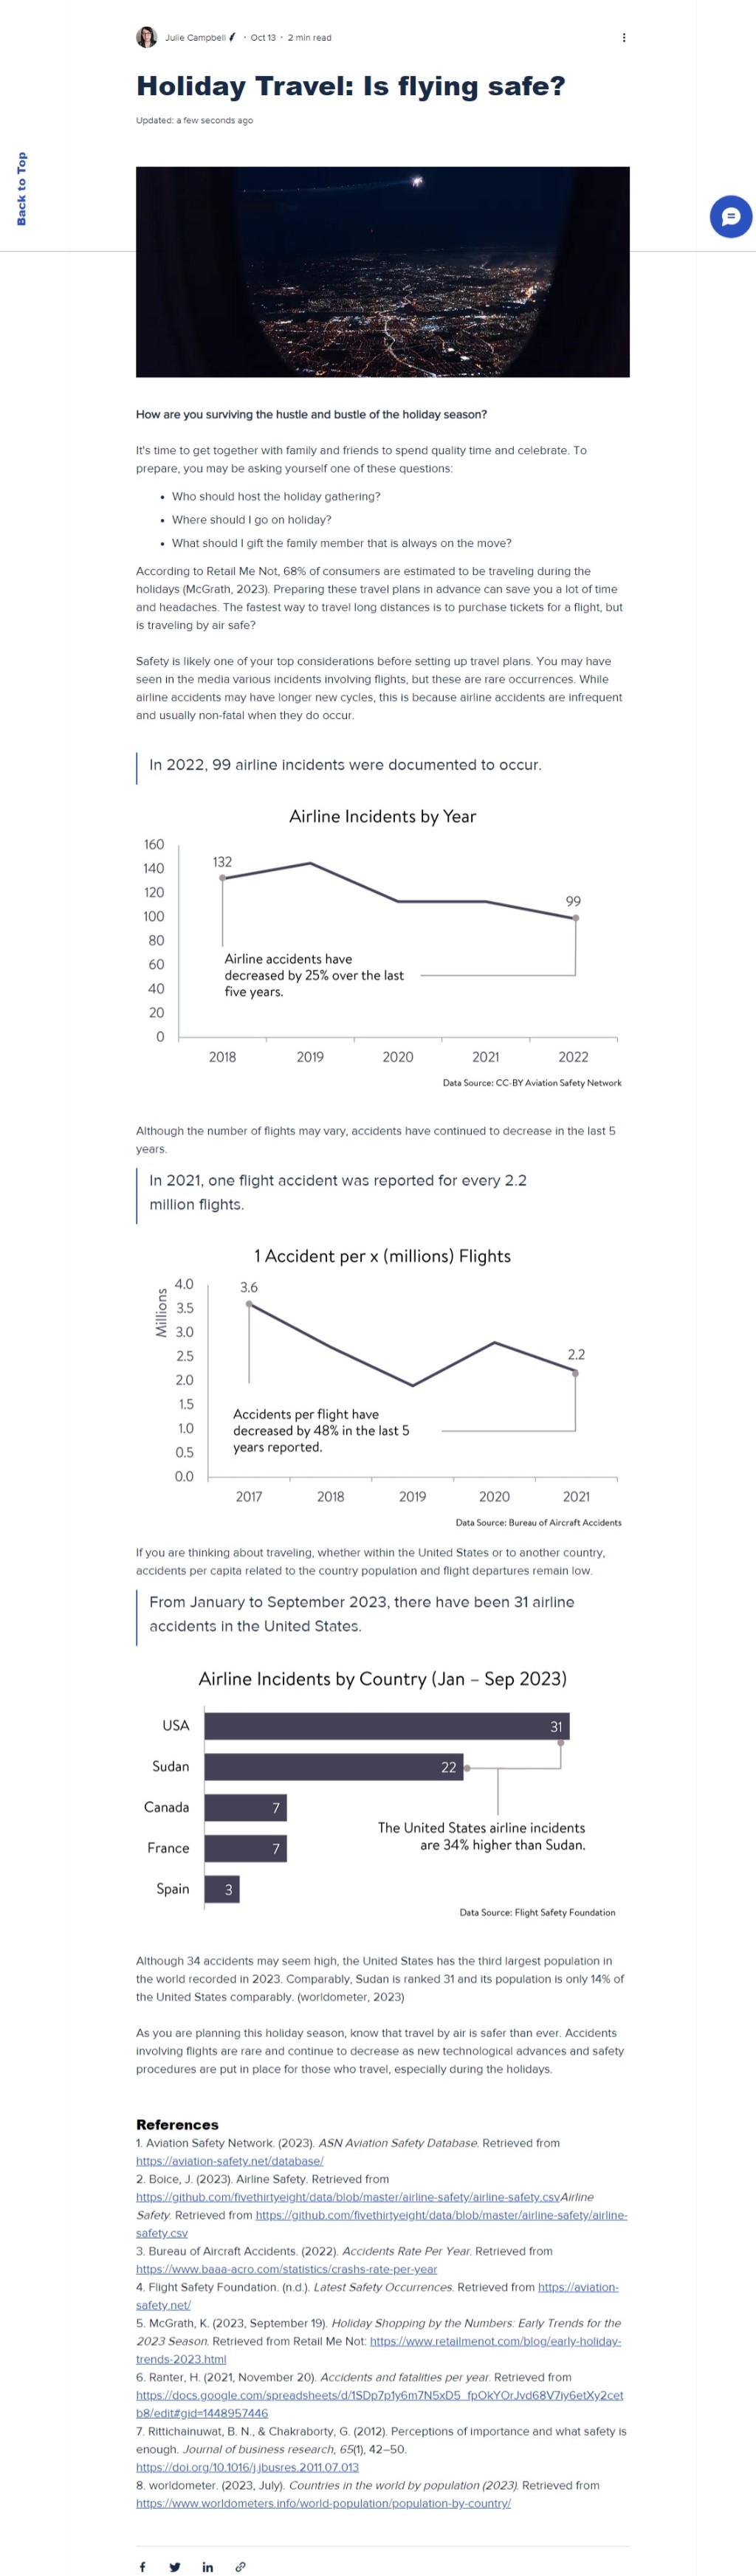 Julie Campbell · Oct 13 · 2 min read
Holiday Travel: Is flying safe?
Updated: a few seconds ago
Back to Top
How are you surviving the hustle and bustle of the holiday season?
It's time to get together with family and friends to spend quality time and celebrate. To
prepare, you may be asking yourself one of these questions:
• Who should host the holiday gathering?
• Where should I go on holiday?
• What should I gift the family member that is always on the move?
According to Retail Me Not, 68% of consumers are estimated to be traveling during the
holidays (McGrath, 2023). Preparing these travel plans in advance can save you a lot of time
and headaches. The fastest way to travel long distances is to purchase tickets for a flight, but
is traveling by air safe?
Safety is likely one of your top considerations before setting up travel plans. You may have
seen in the media various incidents involving flights, but these are rare occurrences. While
airline accidents may have longer new cycles, this is because airline accidents are infrequent
and usually non-fatal when they do occur.
In 2022, 99 airline incidents were documented to occur.
Airline Incidents by Year
160
140
120
100
80
60
40
20
0
132
99
Airline accidents have
decreased by 25% over the last
five years.
2018 2019 2020 2021 2022
Data Source: CC-BY Aviation Safety Network
Although the number of flights may vary, accidents have continued to decrease in the last 5
years.
In 2021, one flight accident was reported for every 2.2
million flights.
1 Accident per x (millions) Flights
Millions
4.0
3.5
3.0
2.5
2.0
1.5
1.0
0.5
0.0
3.6
2.2
Accidents per flight have
decreased by 48% in the last 5
years reported.
2017 2018 2019 2020 2021
Data Source: Bureau of Aircraft Accidents
If you are thinking about traveling, whether within the United States or to another country,
accidents per capita related to the country population and flight departures remain low.
From January to September 2023, there have been 31 airline
accidents in the United States.
Airline Incidents by Country (Jan – Sep 2023)
USA 31
Sudan 22
Canada 7
France 7
Spain 3
The United States airline incidents
are 34% higher than Sudan.
Data Source: Flight Safety Foundation
Although 34 accidents may seem high, the United States has the third largest population in
the world recorded in 2023. Comparably, Sudan is ranked 31 and its population is only 14% of
the United States comparably. (worldometer, 2023)
As you are planning this holiday season, know that travel by air is safer than ever. Accidents
involving flights are rare and continue to decrease as new technological advances and safety
procedures are put in place for those who travel, especially during the holidays.
References
1. Aviation Safety Network. (2023). ASN Aviation Safety Database. Retrieved from
https://aviation-safety.net/database/
2. Boice, J. (2023). Airline Safety. Retrieved from
https://github.com/fivethirtyeight/data/blob/master/airline-safety/airline-safety.csvAirline
Safety. Retrieved from https://github.com/fivethirtyeight/data/blob/master/airline-safety/airline-
safety.csv
3. Bureau of Aircraft Accidents. (2022). Accidents Rate Per Year. Retrieved from
https://www.baaa-acro.com/statistics/crashs-rate-per-year
4. Flight Safety Foundation. (n.d.). Latest Safety Occurrences. Retrieved from https://aviation-
safety.net/
5. McGrath, K. (2023, September 19). Holiday Shopping by the Numbers: Early Trends for the
2023 Season. Retrieved from Retail Me Not: https://www.retailmenot.com/blog/early-holiday-
trends-2023.html
6. Ranter, H. (2021, November 20). Accidents and fatalities per year. Retrieved from
https://docs.google.com/spreadsheets/d/1SDp7p1y6m7N5xD5_fpOkYOrJvd68V7iy6etXy2cet
b8/edit#gid=1448957446
7. Rittichainuwat, B. N., & Chakraborty, G. (2012). Perceptions of importance and what safety is
enough. Journal of business research, 65(1), 42–50.
https://doi.org/10.1016/j.jbusres.2011.07.013
8. worldometer. (2023, July). Countries in the world by population (2023). Retrieved from
https://www.worldometers.info/world-population/population-by-country/